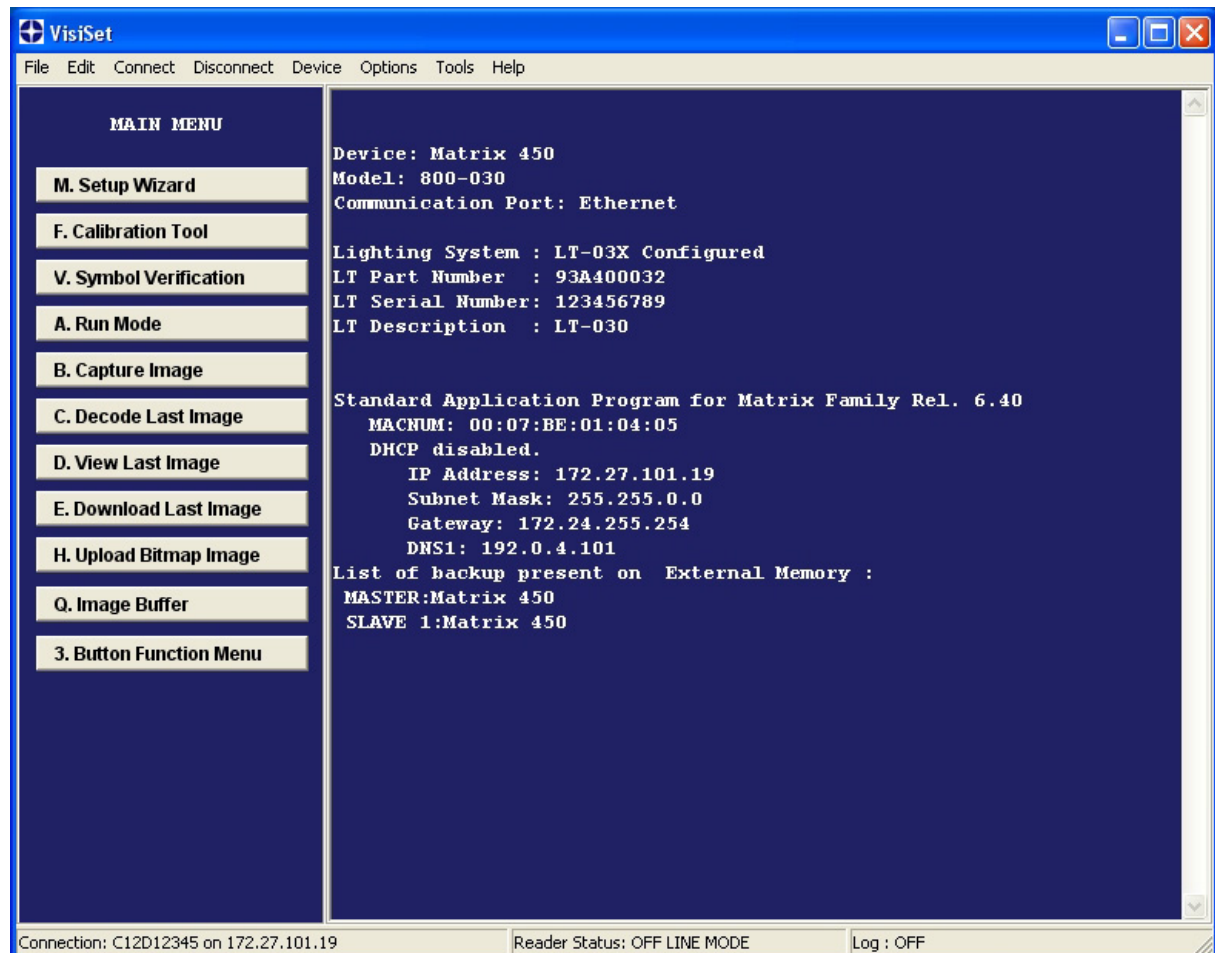 VisiSet
File Edit Connect Disconnect Device Options Tools Help
MAIN MENU
M. Setup Wizard
F. Calibration Tool
V. Symbol Verification
A. Run Mode
B. Capture Image
C. Decode Last Image
D. View Last Image
E. Download Last Image
H. Upload Bitmap Image
Q. Image Buffer
3. Button Function Menu
Device: Matrix 450
Model: 800-030
Communication Port: Ethernet
Lighting System : LT-03X Configured
LT Part Number : 93A400032
LT Serial Number: 123456789
LT Description : LT-030
Standard Application Program for Matrix Family Rel. 6.40
MACNUM: 00:07:BE:01:04:05
DHCP disabled.
IP Address: 172.27.101.19
Subnet Mask: 255.255.0.0
Gateway: 172.24.255.254
DNS1: 192.0.4.101
List of backup present on External Memory :
MASTER:Matrix 450
SLAVE 1:Matrix 450
Connection: C12D12345 on 172.27.101.19 Reader Status: OFF LINE MODE Log : OFF